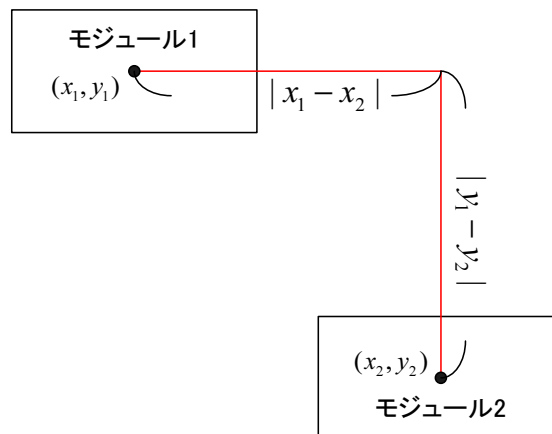 モジュール1
(x₁, y₁)
| x₁ − x₂ |
| y₁ − y₂ |
(x₂, y₂)
モジュール2